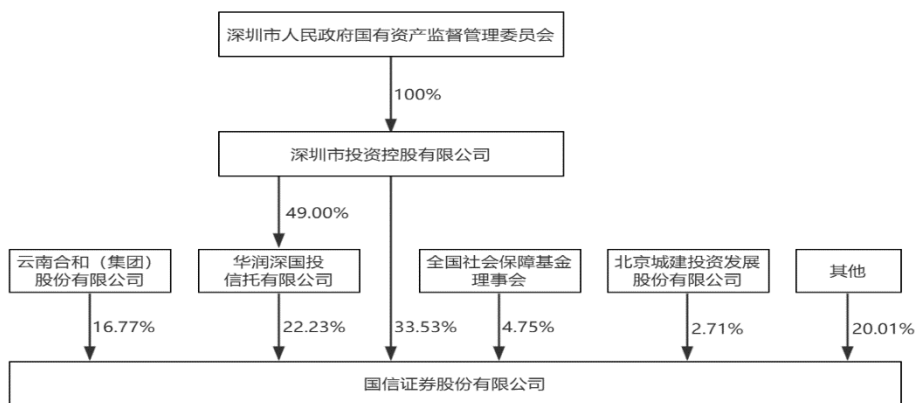 深圳市人民政府国有资产监督管理委员会
100%
深圳市投资控股有限公司
49.00%
云南合和（集团）
股份有限公司
华润深国投
信托有限公司
全国社会保障基金
理事会
北京城建投资发展
股份有限公司
其他
16.77%
22.23%
33.53%
4.75%
2.71%
20.01%
国信证券股份有限公司